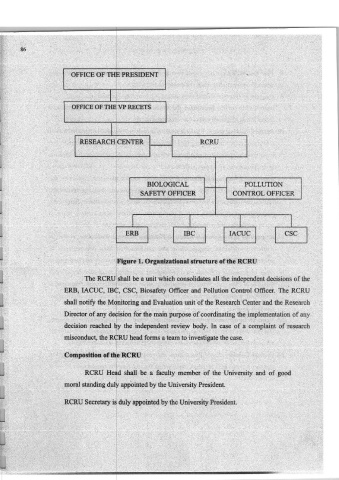 86
OFFICE OF THE PRESIDENT
OFFICE OF THE VP RECETS
RESEARCH CENTER
RCRU
BIOLOGICAL
SAFETY OFFICER
POLLUTION
CONTROL OFFICER
ERB
IBC
IACUC
CSC
Figure 1. Organizational structure of the RCRU
The RCRU shall be a unit which consolidates all the independent decisions of the
ERB, IACUC, IBC, CSC, Biosafety Officer and Pollution Control Officer. The RCRU
shall notify the Monitoring and Evaluation unit of the Research Center and the Research
Director of any decision for the main purpose of coordinating the implementation of any
decision reached by the independent review body. In case of a complaint of research
misconduct, the RCRU head forms a team to investigate the case.
Composition of the RCRU
RCRU Head shall be a faculty member of the University and of good
moral standing duly appointed by the University President.
RCRU Secretary is duly appointed by the University President.